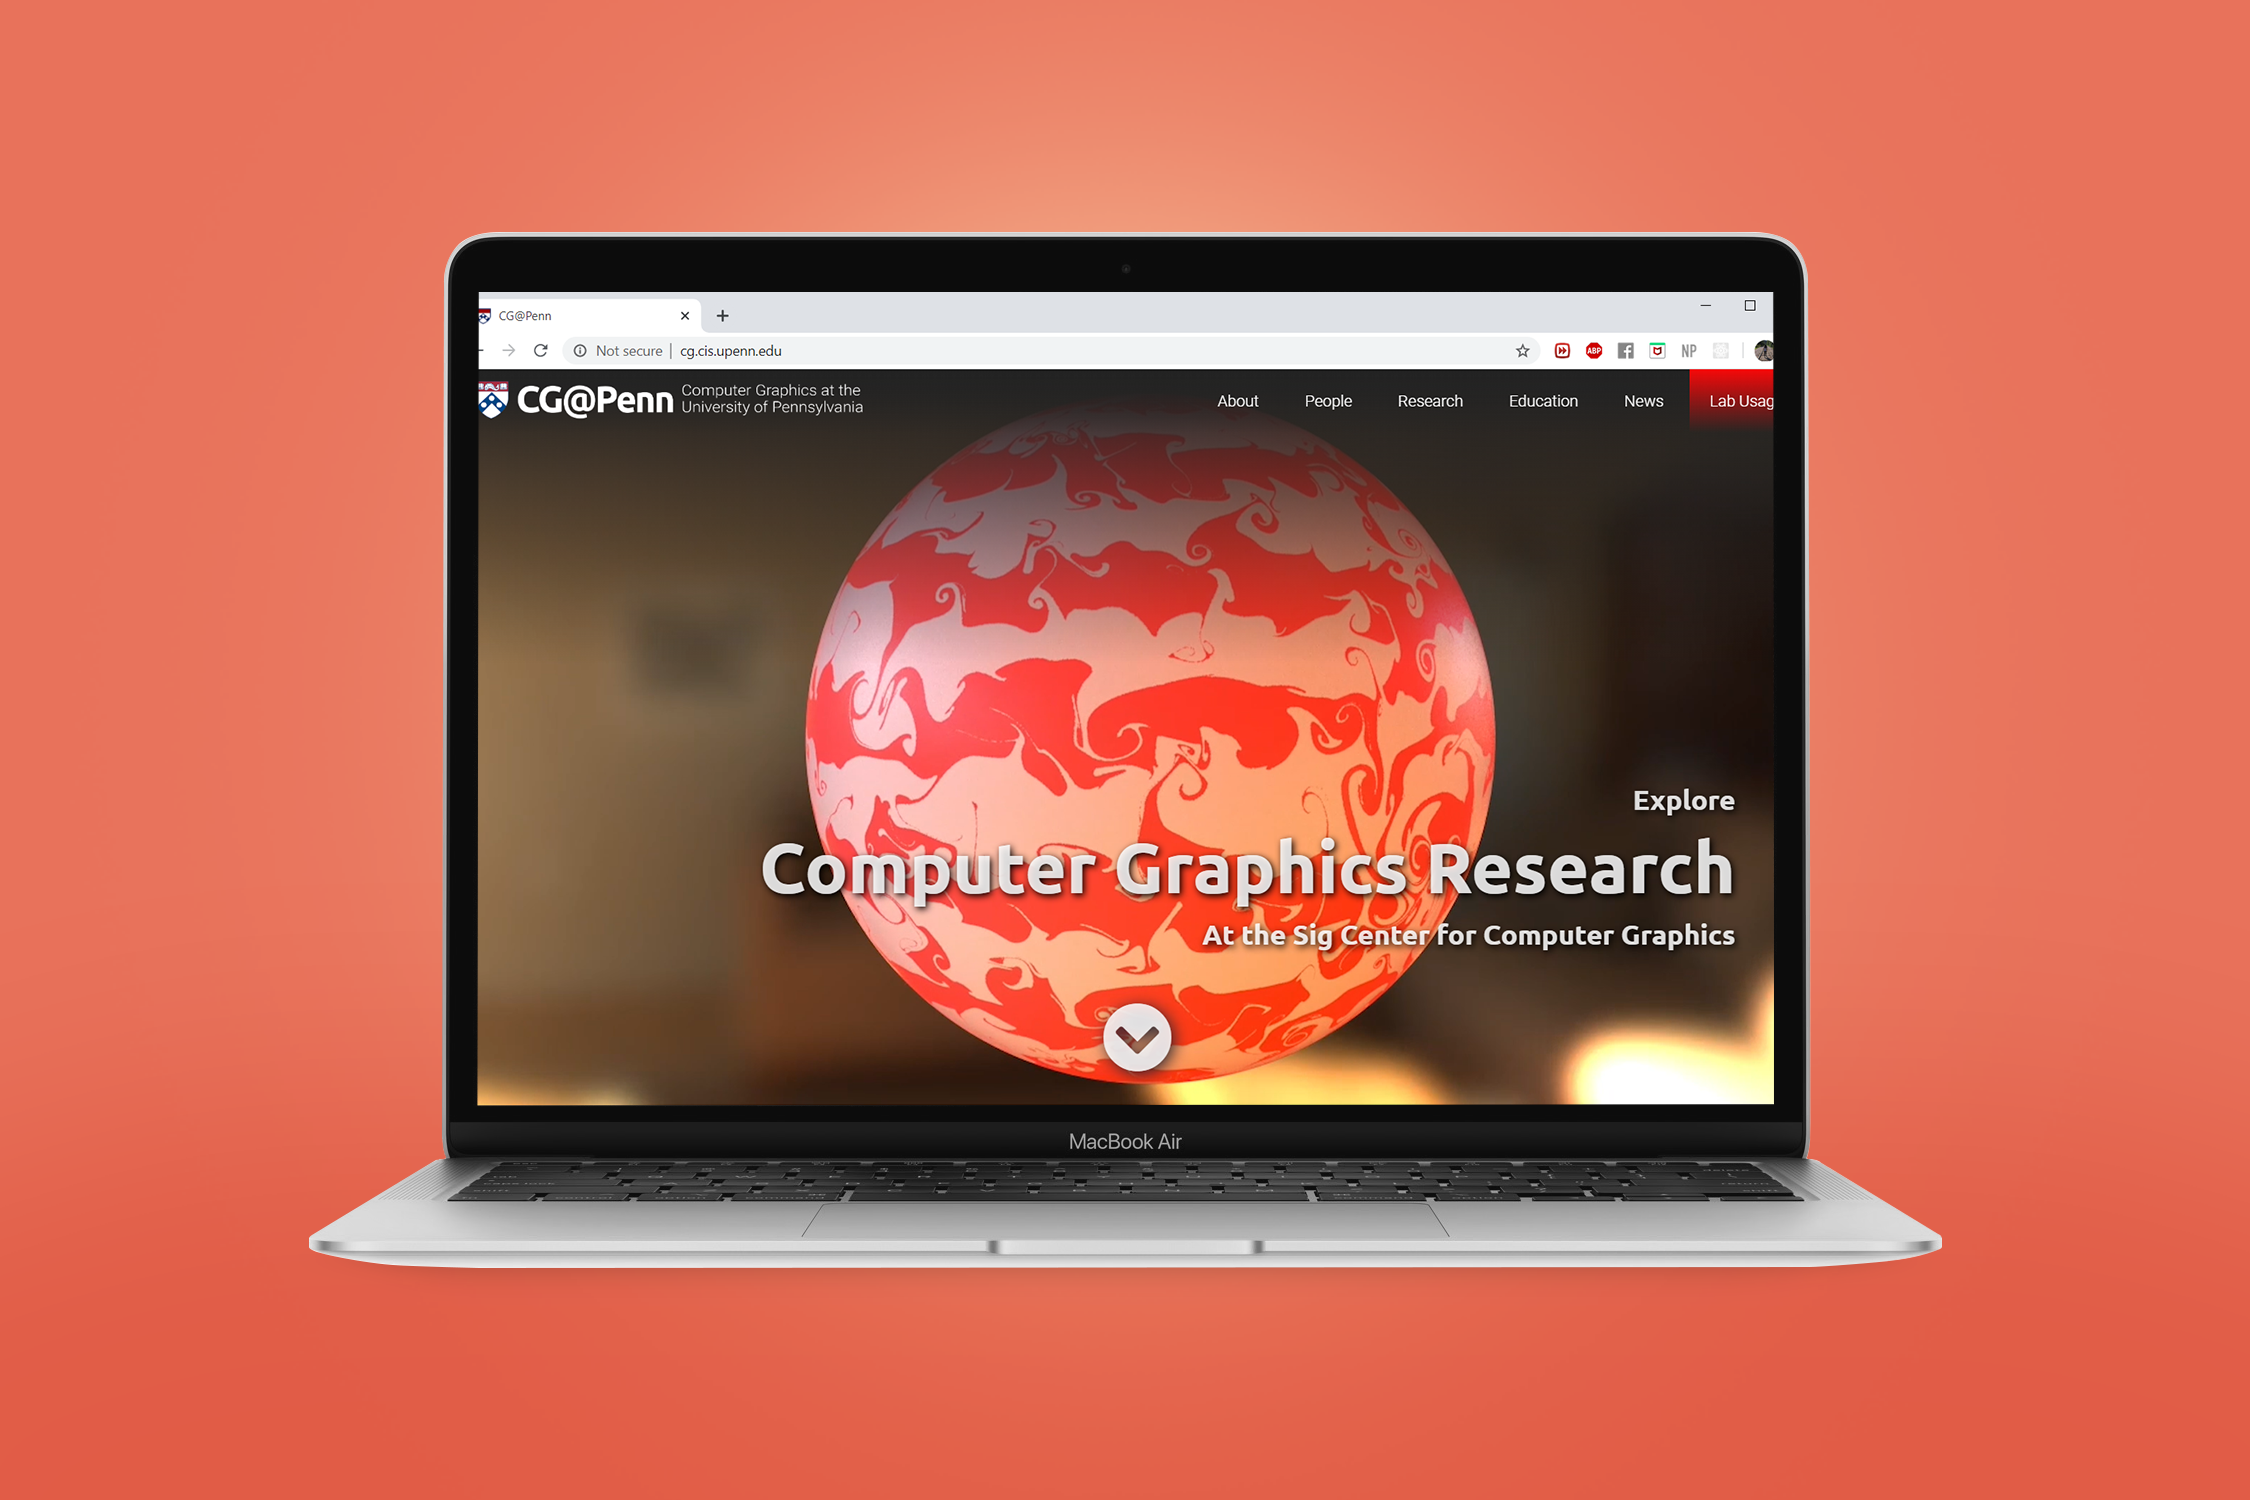 CG@Penn
Not secure | cg.cis.upenn.edu
ABP
NP
CG@Penn
Computer Graphics at the
University of Pennsylvania
About People Research Education News Lab Usag
Explore
Computer Graphics Research
At the Sig Center for Computer Graphics
MacBook Air